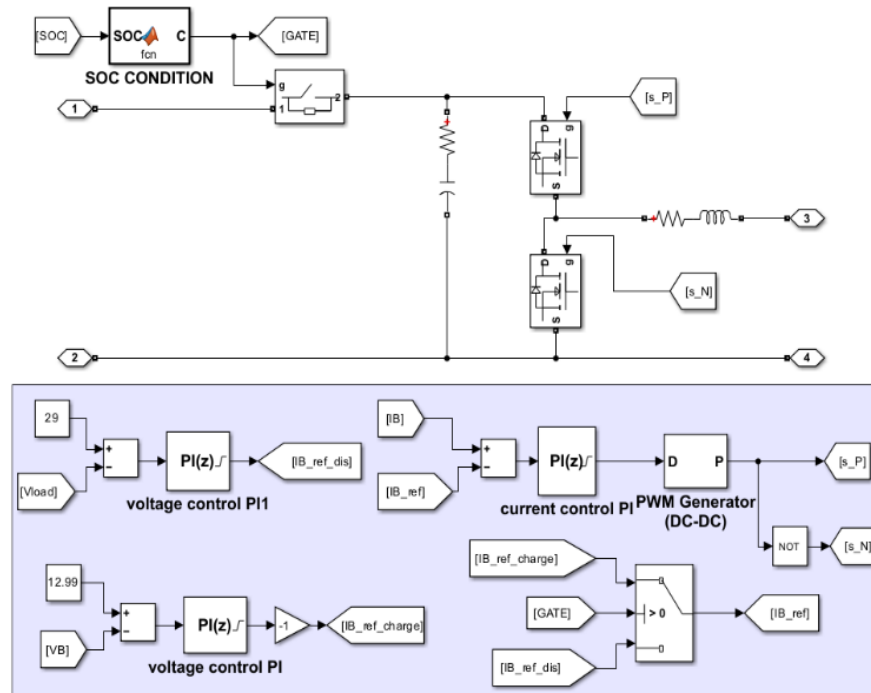 [SOC]
SOC
C
fcn
SOC CONDITION
[GATE]
g
1
2
1
D
g
S
[s_P]
3
D
g
S
[s_N]
2
4
29
+
−
[Vload]
PI(z)
voltage control PI1
[IB_ref_dis]
[IB]
+
−
[IB_ref]
PI(z)
current control PI
D
P
PWM Generator
(DC-DC)
[s_P]
NOT
[s_N]
12.99
+
−
[VB]
PI(z)
voltage control PI
-1
[IB_ref_charge]
[IB_ref_charge]
[GATE]
> 0
[IB_ref_dis]
[IB_ref]